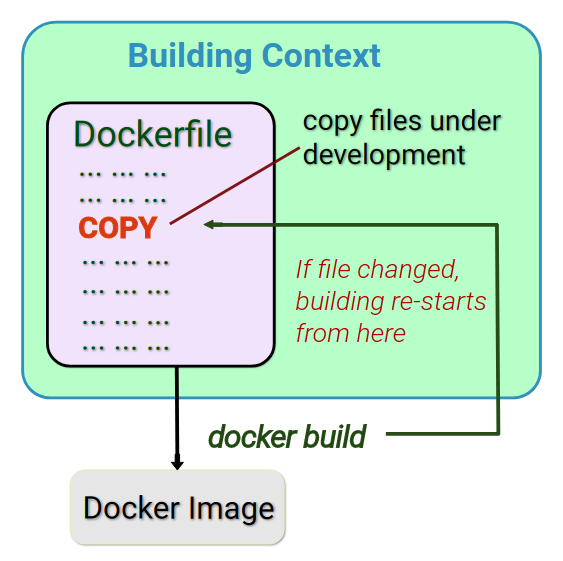 Building Context
Dockerfile
... ... ...
... ... ...
COPY
... ... ...
... ... ...
... ... ...
... ... ...
copy files under
development
If file changed,
building re-starts
from here
docker build
Docker Image